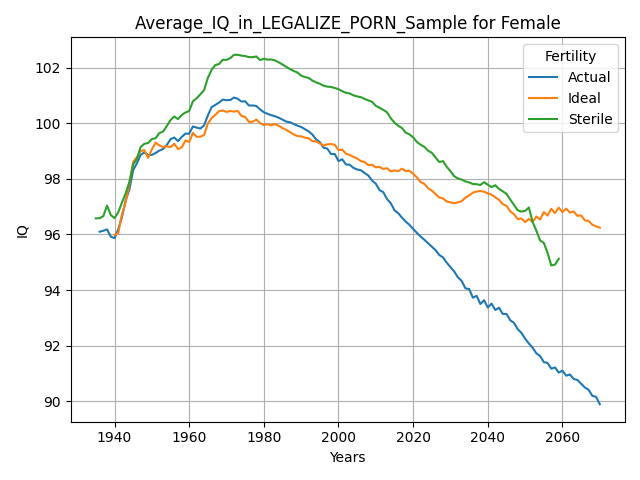 Average_IQ_in_LEGALIZE_PORN_Sample for Female
Fertility
Actual
Ideal
Sterile
IQ
102
100
98
96
94
92
90
1940
1960
1980
2000
2020
2040
2060
Years